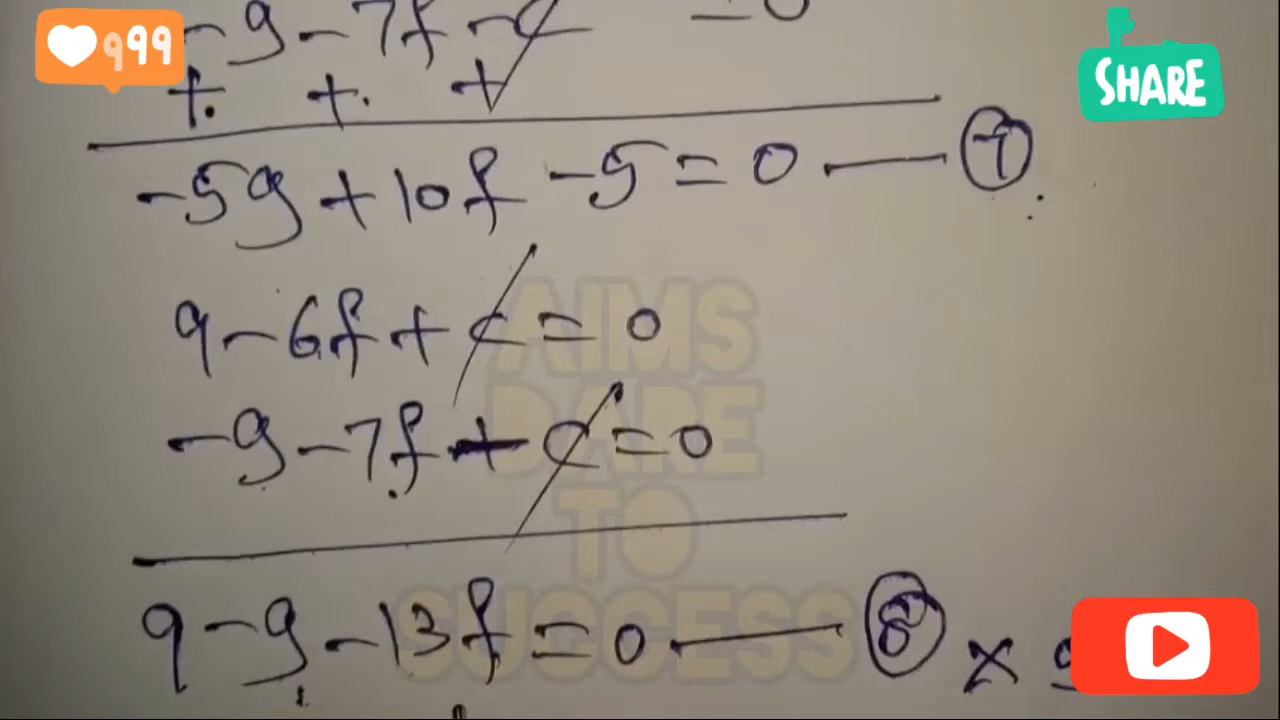 999
SHARE
-g - 7f - c = 0
+ + +
-5g + 10f - 5 = 0 — 7
9 - 6f + c = 0
-g - 7f - c = 0
9 - g - 13f = 0 — 8 ×
AIMS
DARE
TO
SUCCESS